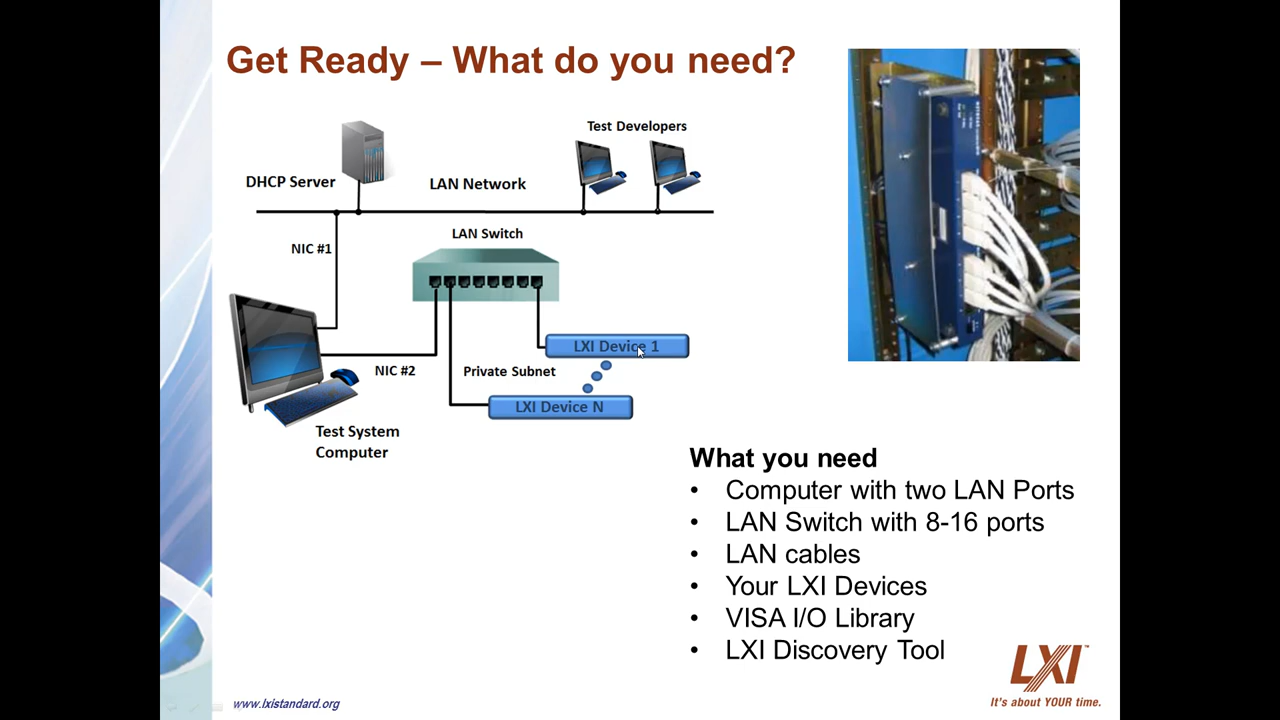 Get Ready – What do you need?
Test Developers
DHCP Server
LAN Network
LAN Switch
NIC #1
LXI Device 1
NIC #2
Private Subnet
LXI Device N
Test System
Computer
What you need
• Computer with two LAN Ports
• LAN Switch with 8-16 ports
• LAN cables
• Your LXI Devices
• VISA I/O Library
• LXI Discovery Tool
LXI™
It's about YOUR time.
www.lxistandard.org